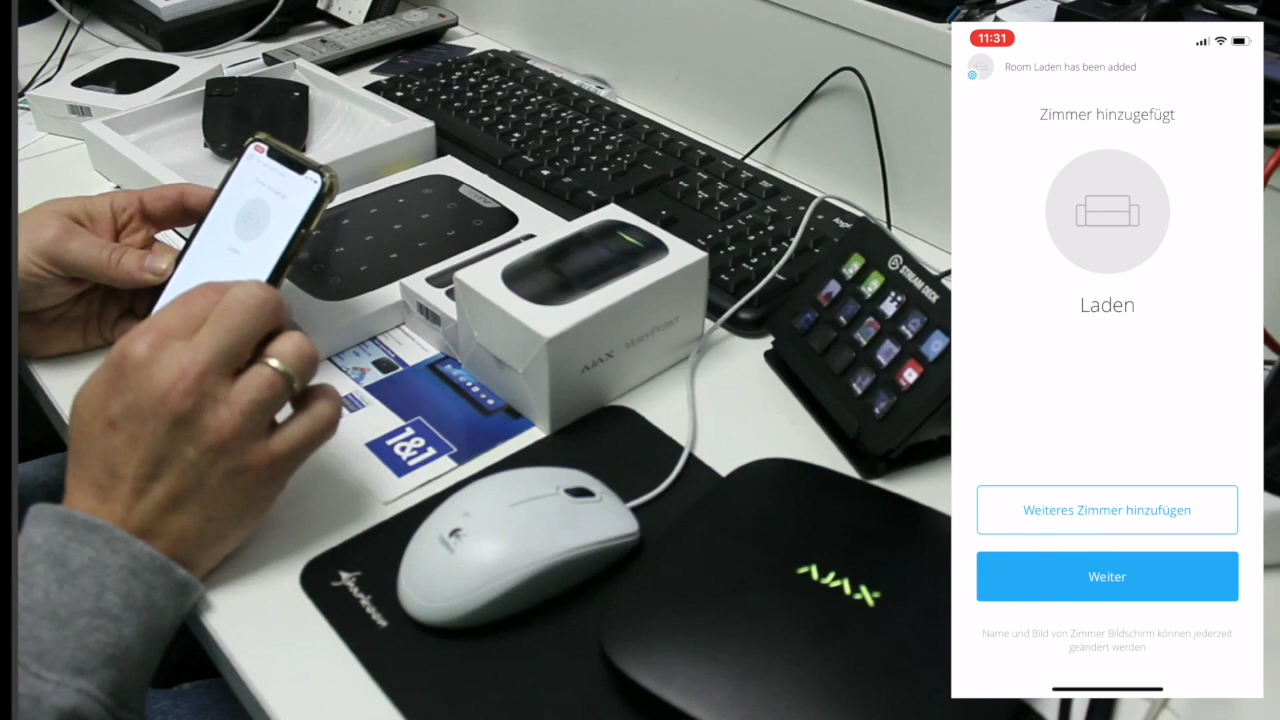 11:31
Room Laden has been added
Zimmer hinzugefügt
Laden
Weiteres Zimmer hinzufügen
Weiter
Name und Bild von Zimmer Bildschirm können jederzeit
geändert werden
STREAM DECK
AJAX MotionProtect
1&1
Sharkoon
AJAX